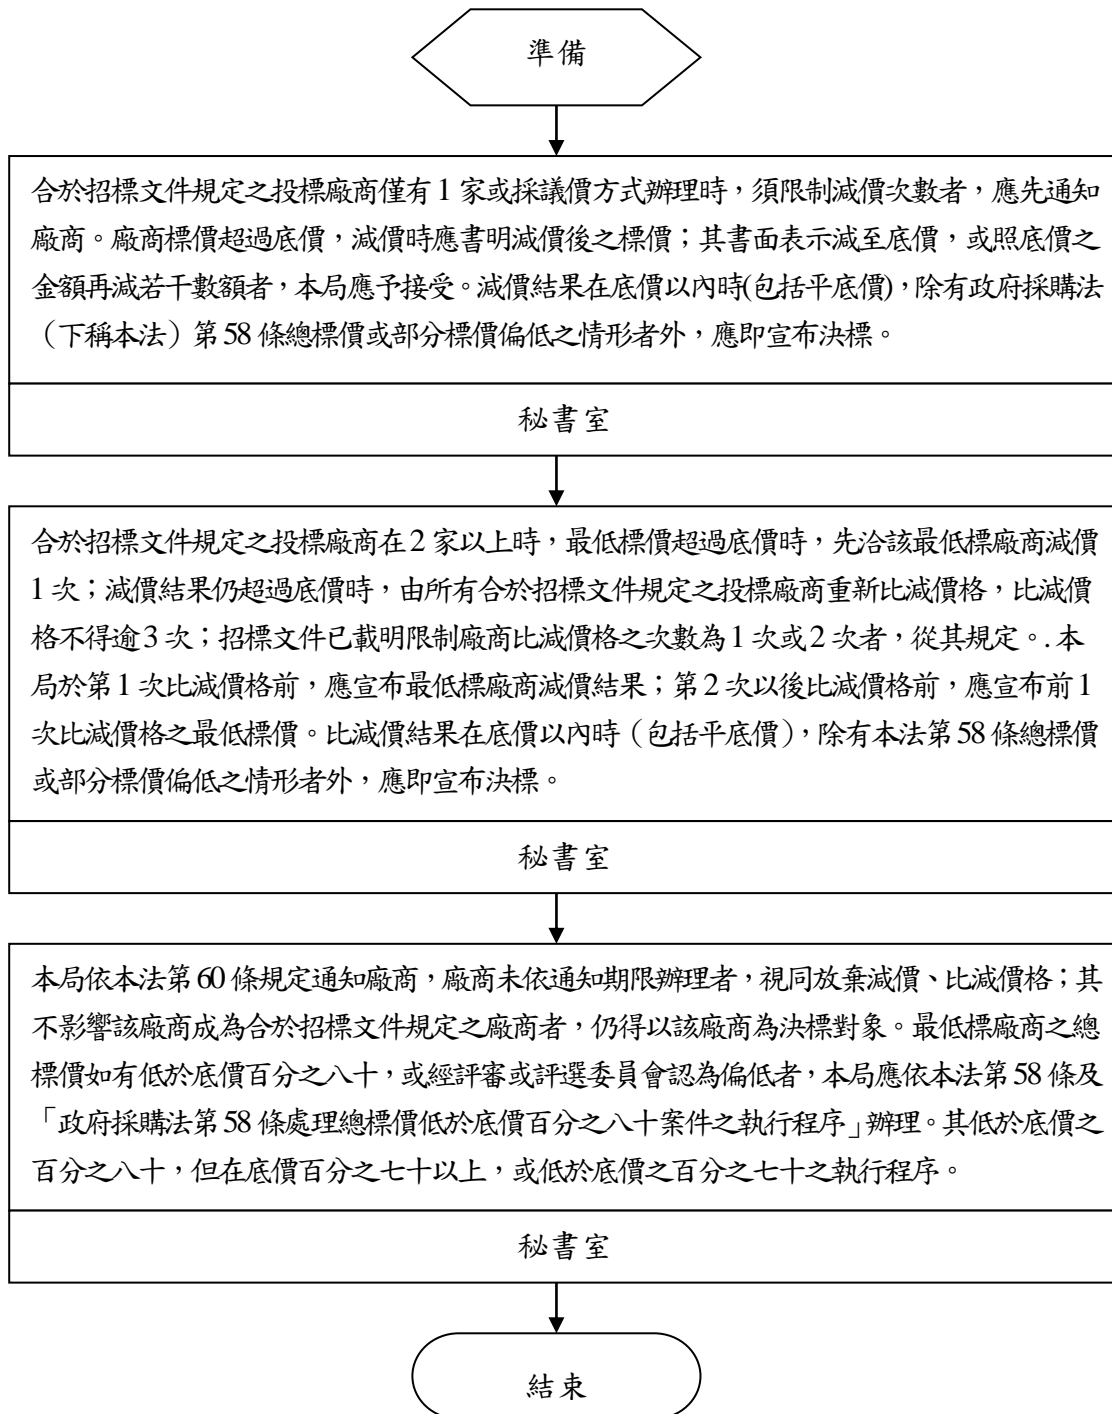 準備
合於招標文件規定之投標廠商僅有1家或採議價方式辦理時，須限制減價次數者，應先通知
廠商。廠商標價超過底價，減價時應書明減價後之標價；其書面表示減至底價，或照底價之
金額再減若干數額者，本局應予接受。減價結果在底價以內時(包括平底價)，除有政府採購法
（下稱本法）第58條總標價或部分標價偏低之情形者外，應即宣布決標。
秘書室
合於招標文件規定之投標廠商在2家以上時，最低標價超過底價時，先洽該最低標廠商減價
1次；減價結果仍超過底價時，由所有合於招標文件規定之投標廠商重新比減價格，比減價
格不得逾3次；招標文件已載明限制廠商比減價格之次數為1次或2次者，從其規定。. 本
局於第1次比減價格前，應宣布最低標廠商減價結果；第2次以後比減價格前，應宣布前1
次比減價格之最低標價。比減價結果在底價以內時（包括平底價），除有本法第58條總標價
或部分標價偏低之情形者外，應即宣布決標。
秘書室
本局依本法第60條規定通知廠商，廠商未依通知期限辦理者，視同放棄減價、比減價格；其
不影響該廠商成為合於招標文件規定之廠商者，仍得以該廠商為決標對象。最低標廠商之總
標價如有低於底價百分之八十，或經評審或評選委員會認為偏低者，本局應依本法第58條及
「政府採購法第58條處理總標價低於底價百分之八十案件之執行程序」辦理。其低於底價之
百分之八十，但在底價百分之七十以上，或低於底價之百分之七十之執行程序。
秘書室
結束